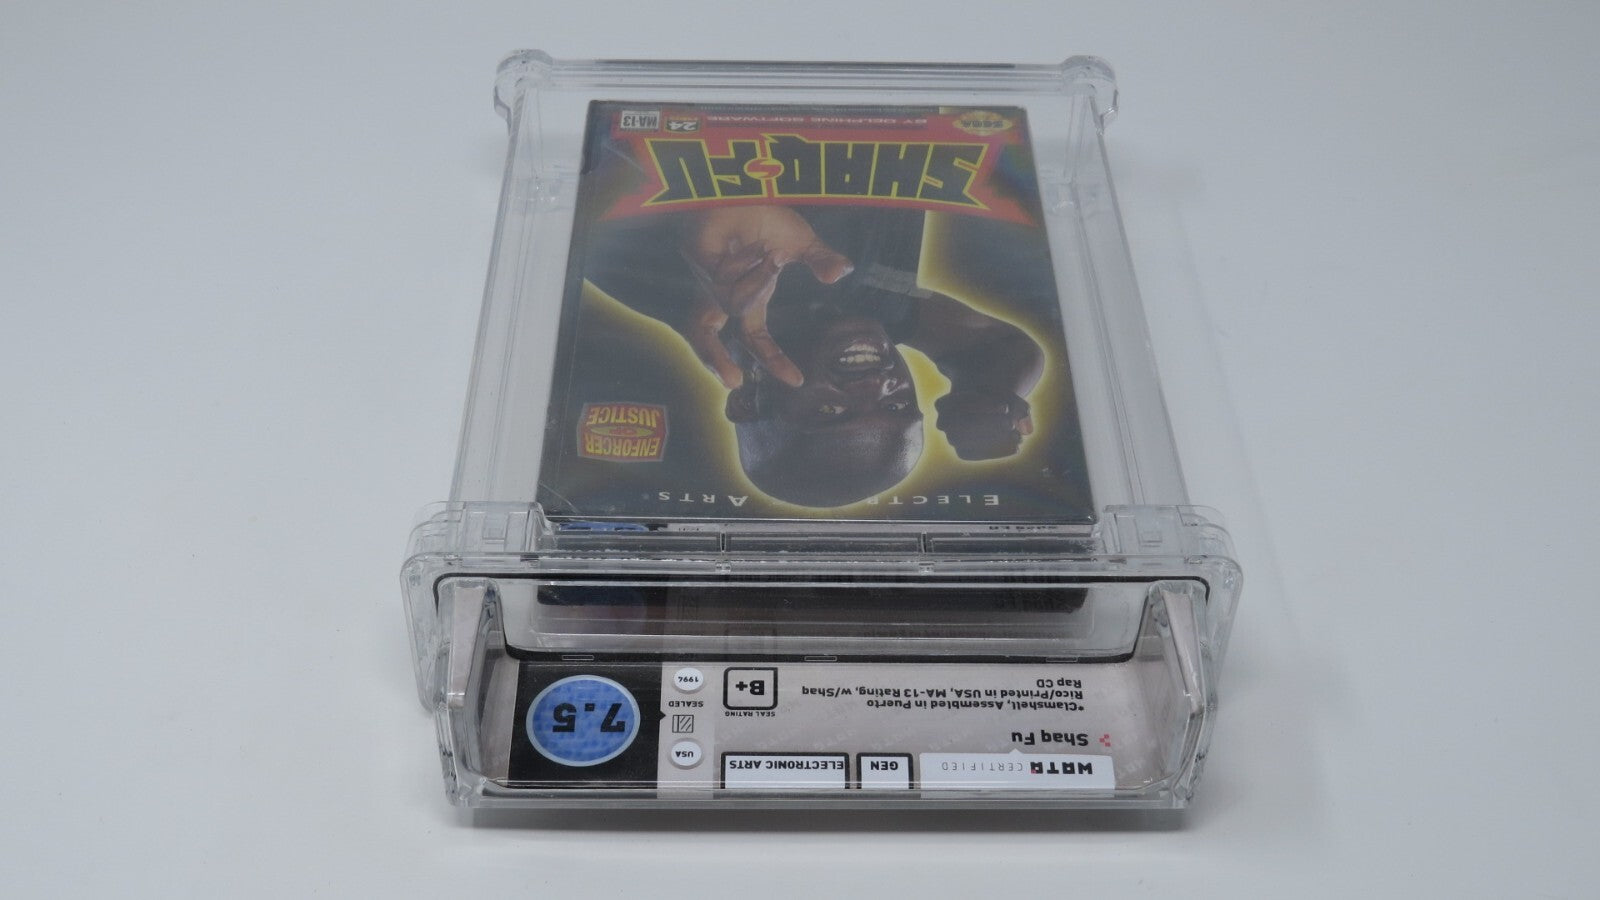 SEGA
BY DELPHINE SOFTWARE
24
MA-13
SHAQ FU
ENFORCER
OF
JUSTICE
ELECTR ARTS
WATA CERTIFIED
GEN
ELECTRONIC ARTS
USA
Shaq Fu
SEALED
1994
7.5
*Clamshell, Assembled in Puerto
Rico/Printed in USA, MA-13 Rating, w/Shaq
Rap CD
SEAL RATING
B+